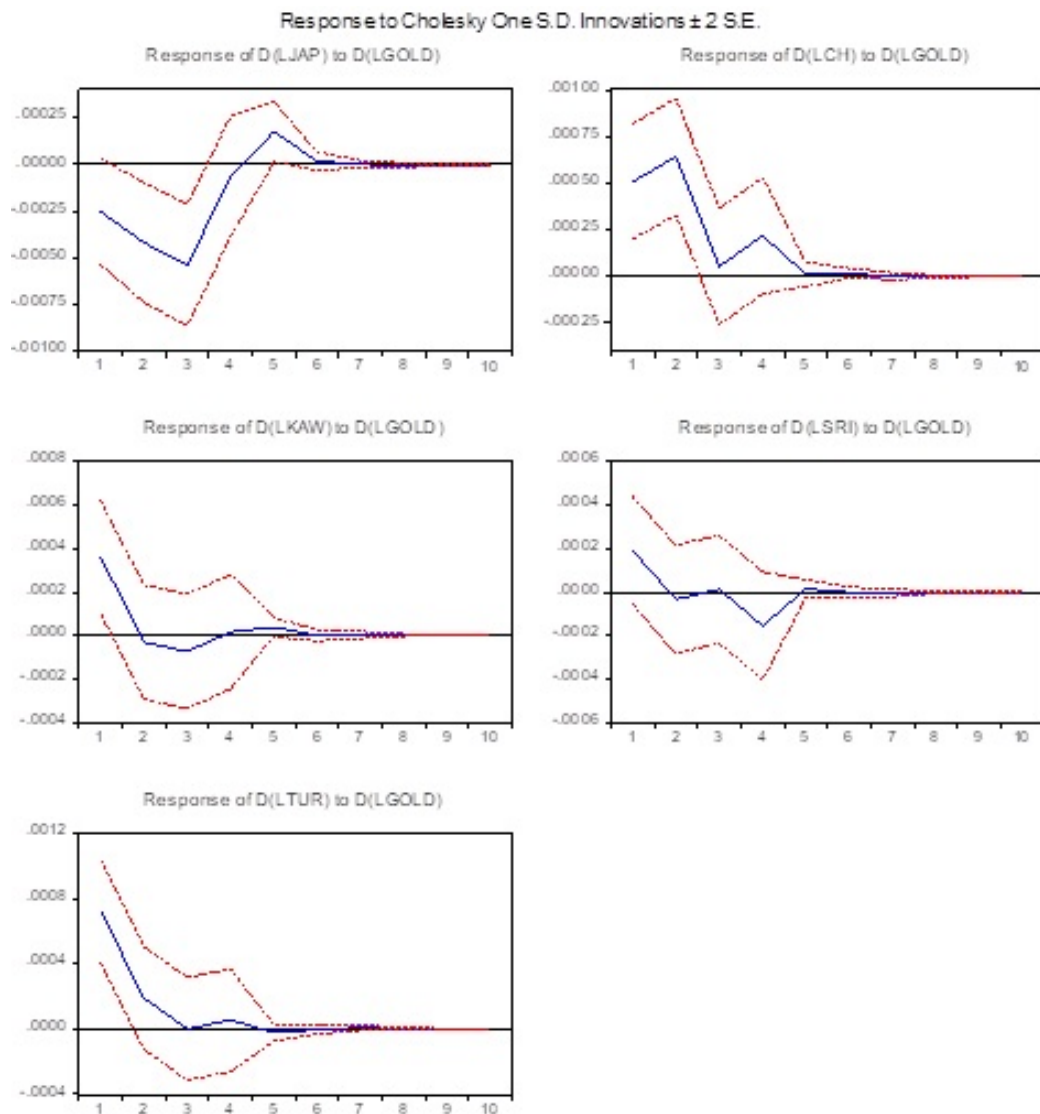 Response to Cholesky One S.D. Innovations ± 2 S.E.
Response of D(LJAP) to D(LGOLD)
.00025
.00000
-.00025
-.00050
-.00075
-.00100
1 2 3 4 5 6 7 8 9 10
Response of D(LCH) to D(LGOLD)
.00100
.00075
.00050
.00025
.00000
-.00025
1 2 3 4 5 6 7 8 9 10
Response of D(LKAW) to D(LGOLD)
.0008
.0006
.0004
.0002
.0000
-.0002
-.0004
1 2 3 4 5 6 7 8 9 10
Response of D(LSRI) to D(LGOLD)
.0006
.0004
.0002
.0000
-.0002
-.0004
-.0006
1 2 3 4 5 6 7 8 9 10
Response of D(LTUR) to D(LGOLD)
.0012
.0008
.0004
.0000
-.0004
1 2 3 4 5 6 7 8 9 10